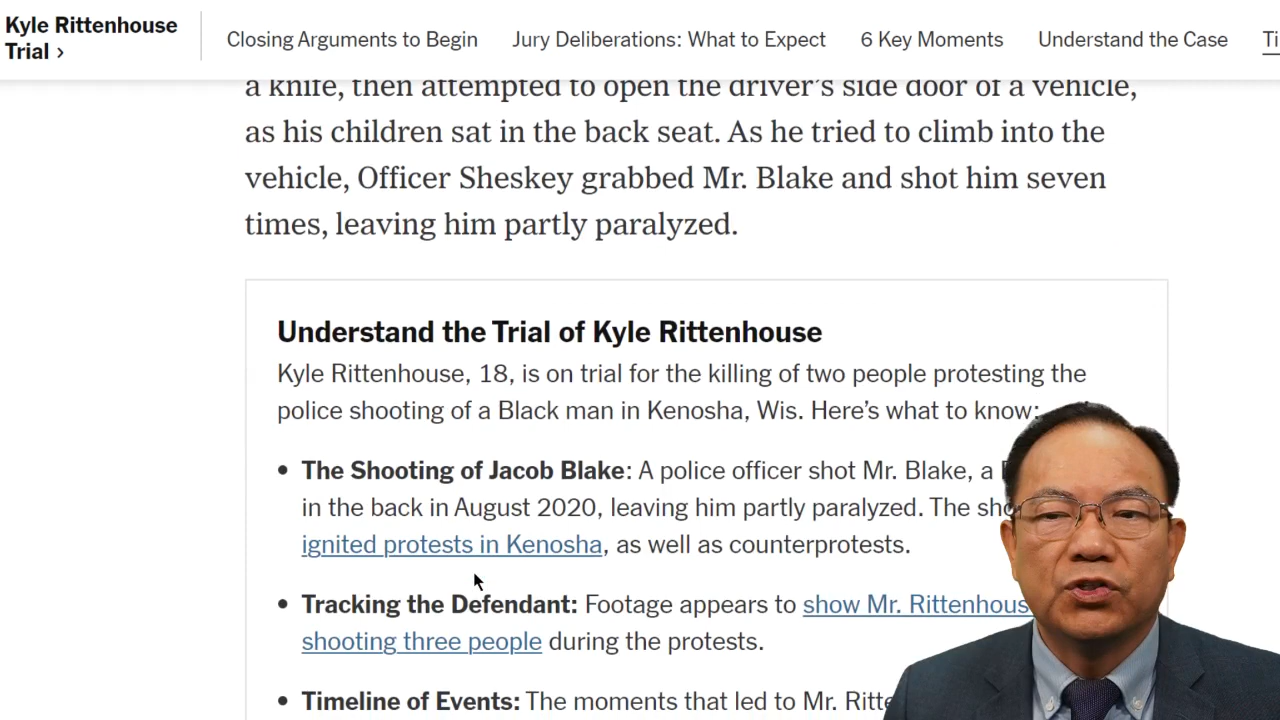 Kyle Rittenhouse
Trial ›
Closing Arguments to Begin
Jury Deliberations: What to Expect
6 Key Moments
Understand the Case
Ti
a knife, then attempted to open the driver's side door of a vehicle,
as his children sat in the back seat. As he tried to climb into the
vehicle, Officer Sheskey grabbed Mr. Blake and shot him seven
times, leaving him partly paralyzed.
Understand the Trial of Kyle Rittenhouse
Kyle Rittenhouse, 18, is on trial for the killing of two people protesting the
police shooting of a Black man in Kenosha, Wis. Here's what to know:
• The Shooting of Jacob Blake: A police officer shot Mr. Blake, a
in the back in August 2020, leaving him partly paralyzed. The sho
ignited protests in Kenosha, as well as counterprotests.
• Tracking the Defendant: Footage appears to show Mr. Rittenhous
shooting three people during the protests.
• Timeline of Events: The moments that led to Mr. Ritte